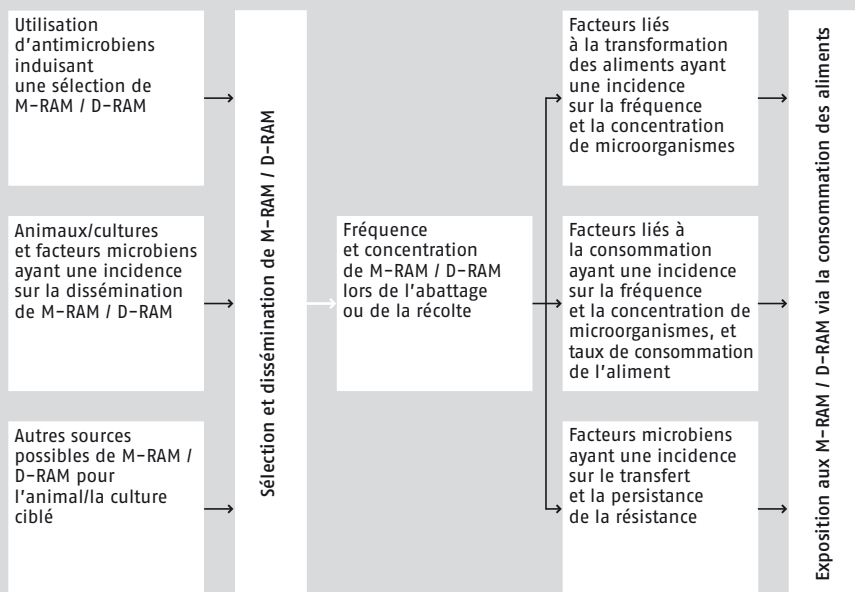 Utilisation
d'antimicrobiens
induisant
une sélection de
M-RAM / D-RAM
Animaux/cultures
et facteurs microbiens
ayant une incidence
sur la dissémination
de M-RAM / D-RAM
Autres sources
possibles de M-RAM /
D-RAM pour
l'animal/la culture
ciblé
Sélection et dissémination de M-RAM / D-RAM
Fréquence
et concentration
de M-RAM / D-RAM
lors de l'abattage
ou de la récolte
Facteurs liés
à la transformation
des aliments ayant
une incidence
sur la fréquence
et la concentration
de microorganismes
Facteurs liés à
la consommation
ayant une incidence
sur la fréquence
et la concentration de
microorganismes, et
taux de consommation
de l'aliment
Facteurs microbiens
ayant une incidence
sur le transfert
et la persistance
de la résistance
Exposition aux M-RAM / D-RAM via la consommation des aliments